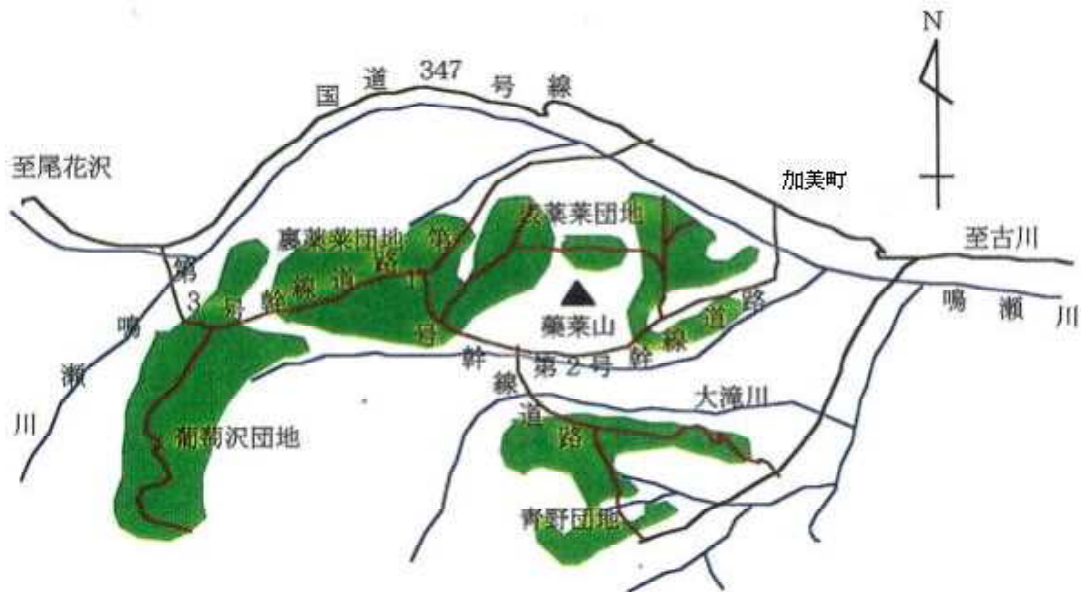 N
国道347号線
至尾花沢
加美町
表薬莱団地
裏薬莱団地
至古川
鳴瀬川
第1号幹線道路
第2号幹線道路
第3号幹線道路
薬莱山
鳴瀬川
大滝川
葡萄沢団地
青野団地